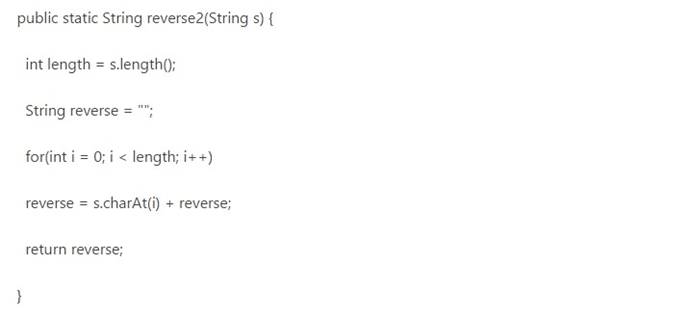 public static String reverse2(String s) {
int length = s.length();
String reverse = "";
for(int i = 0; i < length; i++)
reverse = s.charAt(i) + reverse;
return reverse;
}